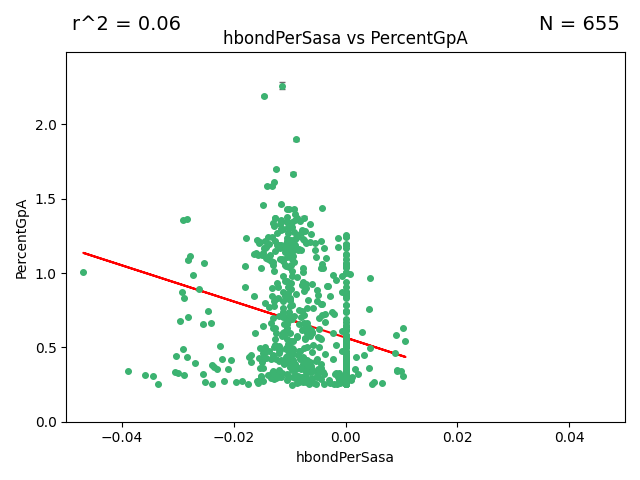 r^2 = 0.06
N = 655
hbondPerSasa vs PercentGpA
PercentGpA
2.0
1.5
1.0
0.5
0.0
−0.04
−0.02
0.00
0.02
0.04
hbondPerSasa